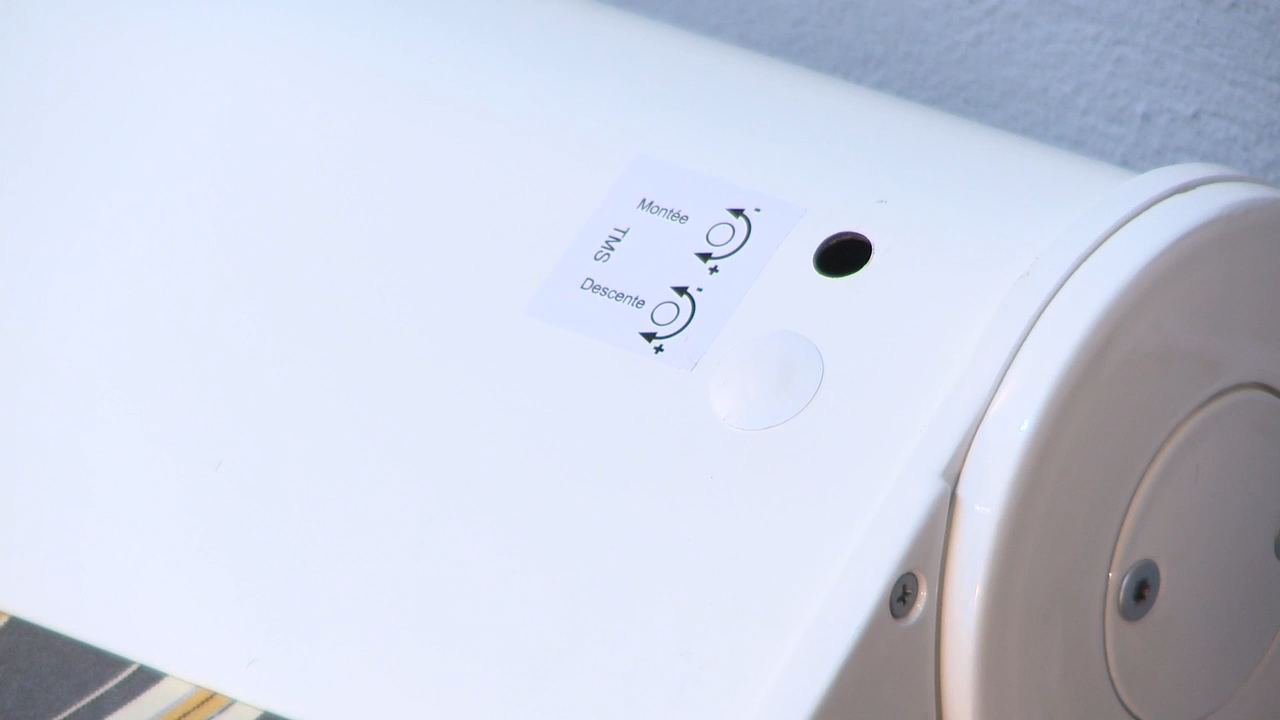 Montée - +
TMS
Descente - +